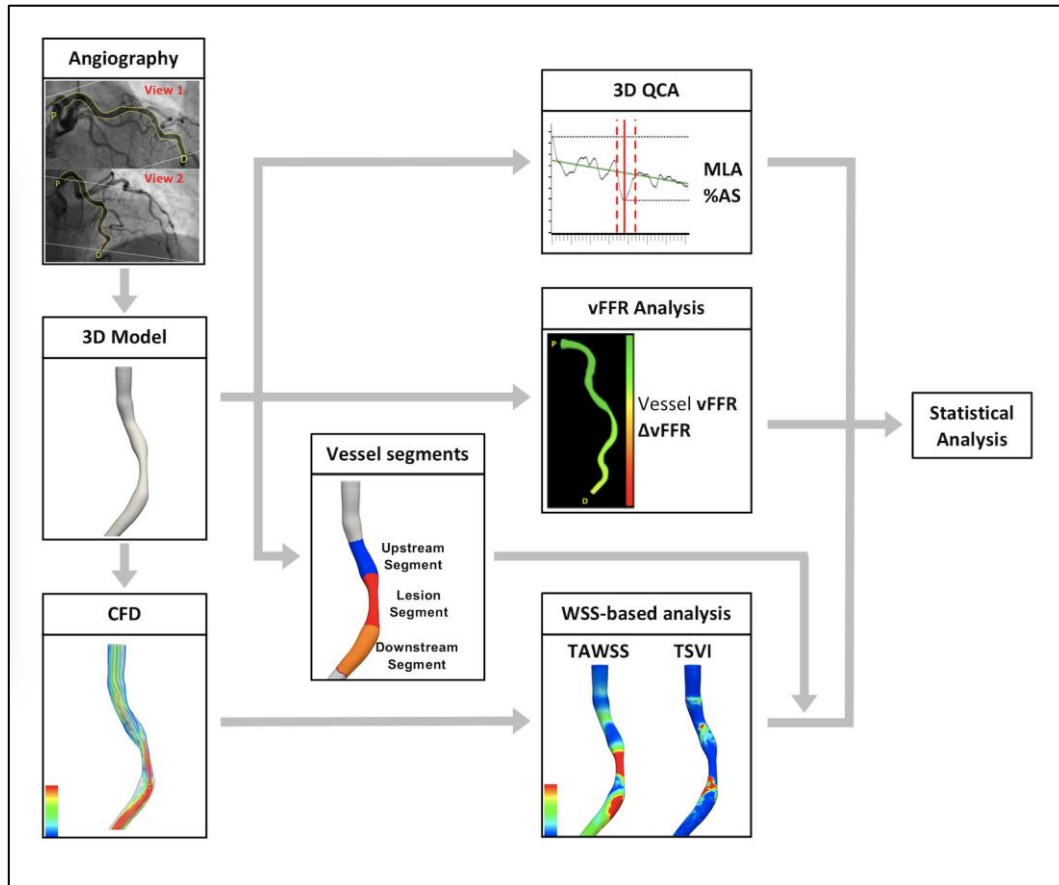 Angiography
View 1
P
D
View 2
P
D
3D Model
CFD
Vessel segments
Upstream
Segment
Lesion
Segment
Downstream
Segment
3D QCA
MLA
%AS
vFFR Analysis
P
Vessel vFFR
ΔvFFR
D
WSS-based analysis
TAWSS TSVI
Statistical
Analysis